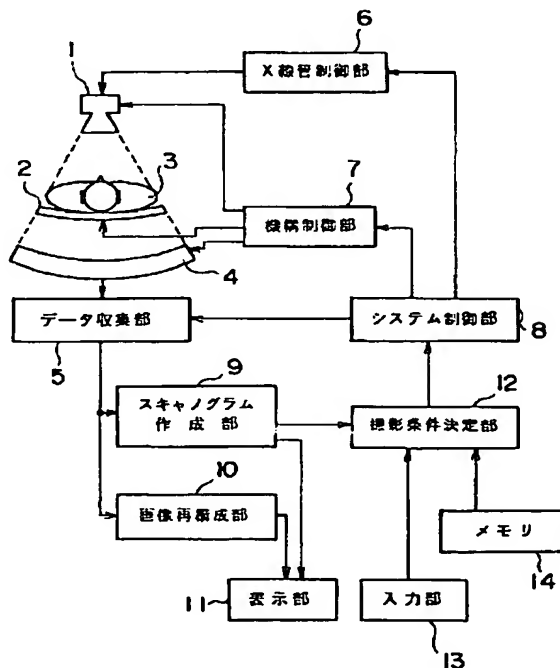 6
X線管制御部
1
2
3
7
機構制御部
4
データ収集部
5
システム制御部
8
9
スキャノグラム
作成部
12
撮影条件決定部
10
画像再構成部
メモリ
14
11
表示部
入力部
13